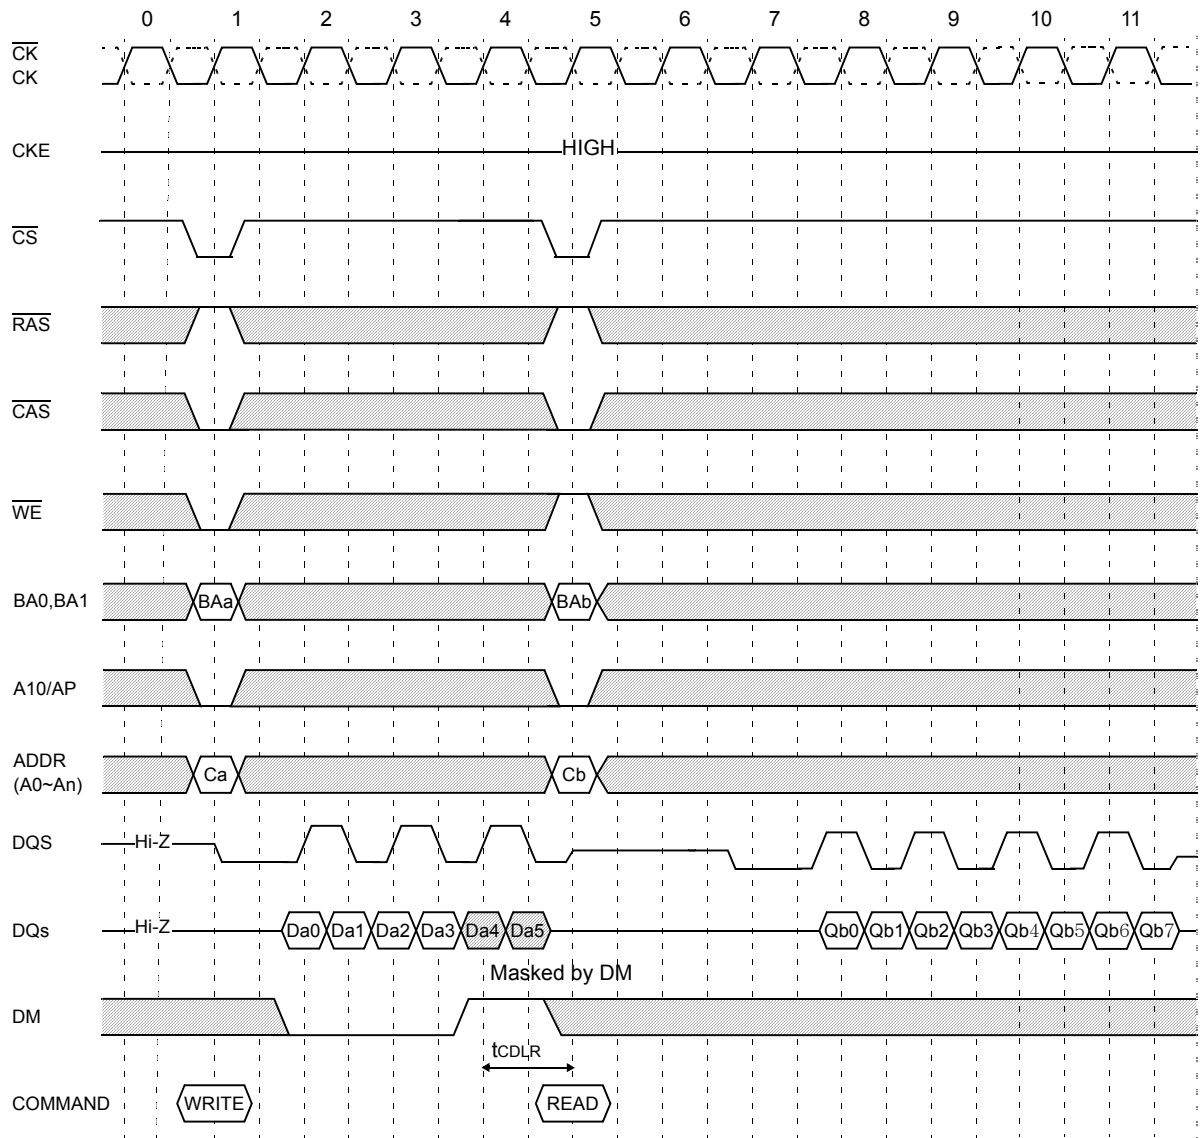 0 1 2 3 4 5 6 7 8 9 10 11
CK
CK
CKE HIGH
CS
RAS
CAS
WE
BA0,BA1 BAa BAb
A10/AP
ADDR
(A0~An) Ca Cb
DQS Hi-Z
DQs Hi-Z Da0 Da1 Da2 Da3 Da4 Da5 Qb0 Qb1 Qb2 Qb3 Qb4 Qb5 Qb6 Qb7
Masked by DM
DM
tCDLR
COMMAND WRITE READ